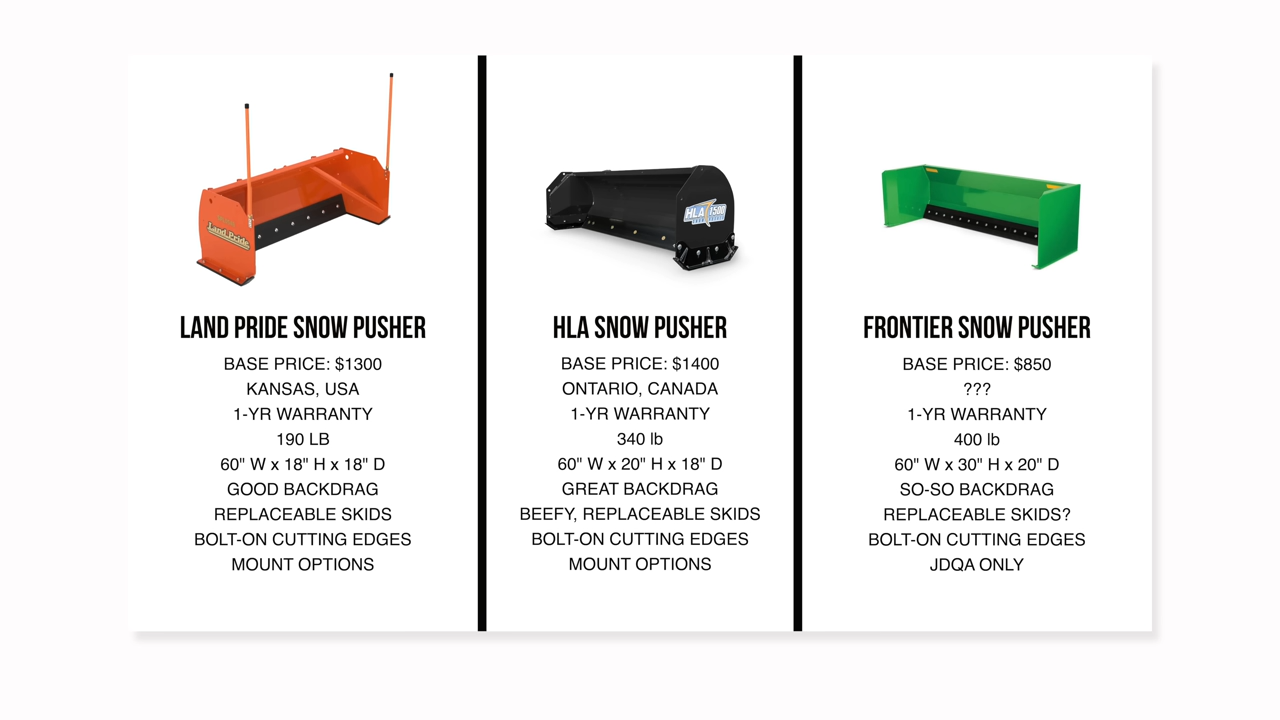 Land Pride
HLA 1500
LAND PRIDE SNOW PUSHER
BASE PRICE: $1300
KANSAS, USA
1-YR WARRANTY
190 LB
60" W x 18" H x 18" D
GOOD BACKDRAG
REPLACEABLE SKIDS
BOLT-ON CUTTING EDGES
MOUNT OPTIONS
HLA SNOW PUSHER
BASE PRICE: $1400
ONTARIO, CANADA
1-YR WARRANTY
340 lb
60" W x 20" H x 18" D
GREAT BACKDRAG
BEEFY, REPLACEABLE SKIDS
BOLT-ON CUTTING EDGES
MOUNT OPTIONS
FRONTIER SNOW PUSHER
BASE PRICE: $850
???
1-YR WARRANTY
400 lb
60" W x 30" H x 20" D
SO-SO BACKDRAG
REPLACEABLE SKIDS?
BOLT-ON CUTTING EDGES
JDQA ONLY